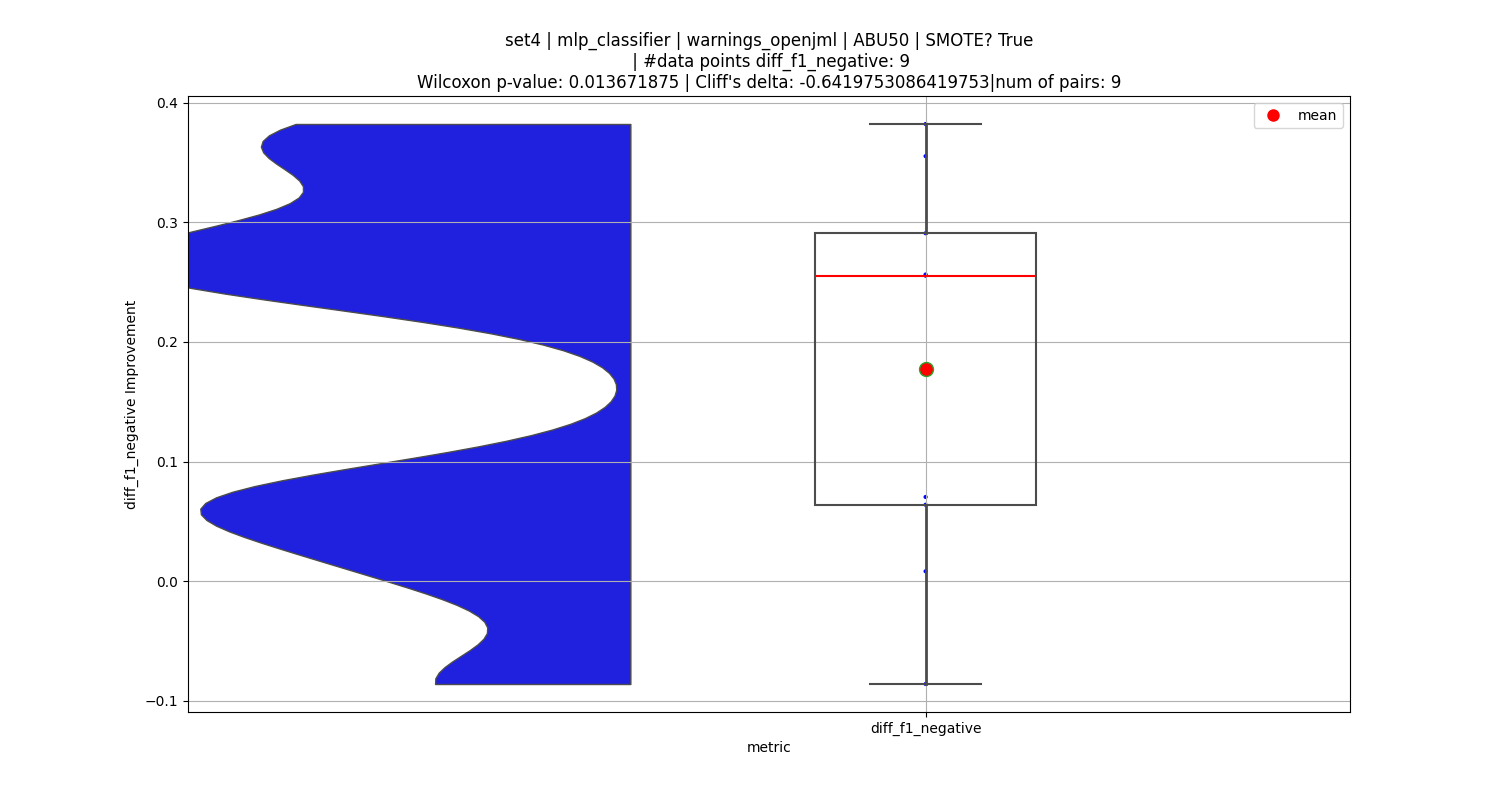 set4 | mlp_classifier | warnings_openjml | ABU50 | SMOTE? True
| #data points diff_f1_negative: 9
Wilcoxon p-value: 0.013671875 | Cliff's delta: -0.6419753086419753|num of pairs: 9
mean
0.4
0.3
0.2
0.1
0.0
−0.1
diff_f1_negative Improvement
diff_f1_negative
metric